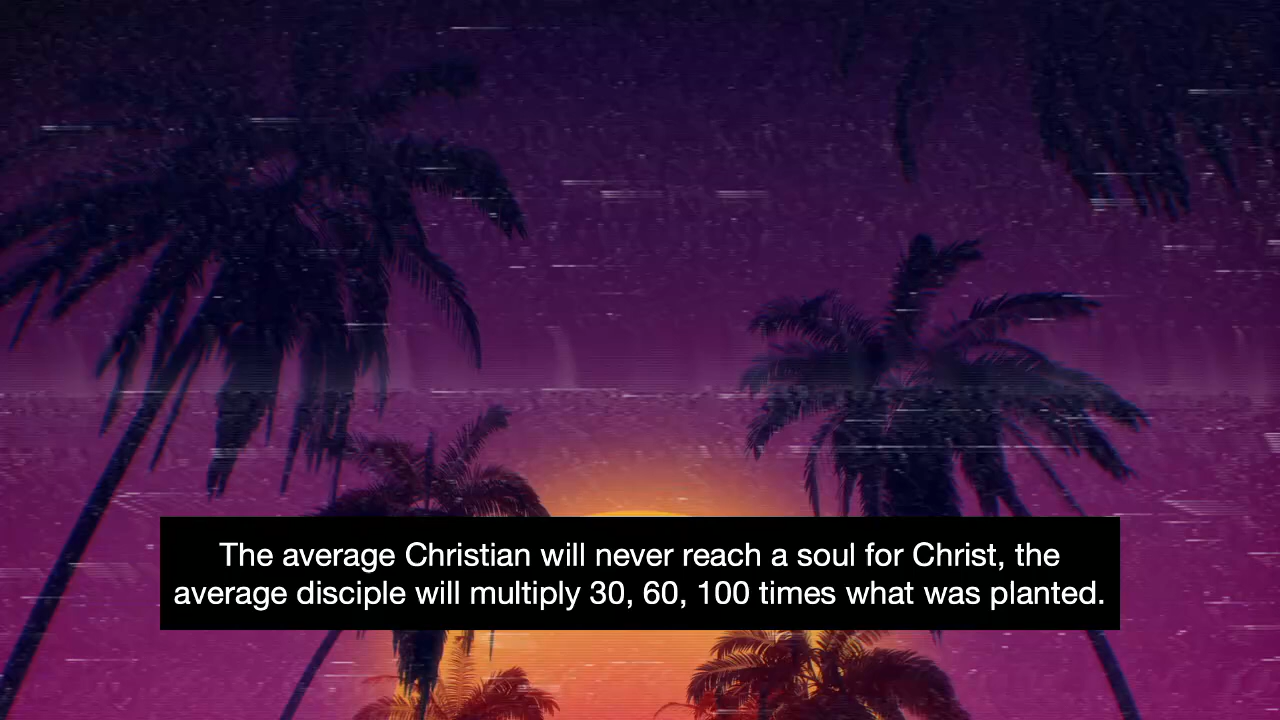 The average Christian will never reach a soul for Christ, the
average disciple will multiply 30, 60, 100 times what was planted.